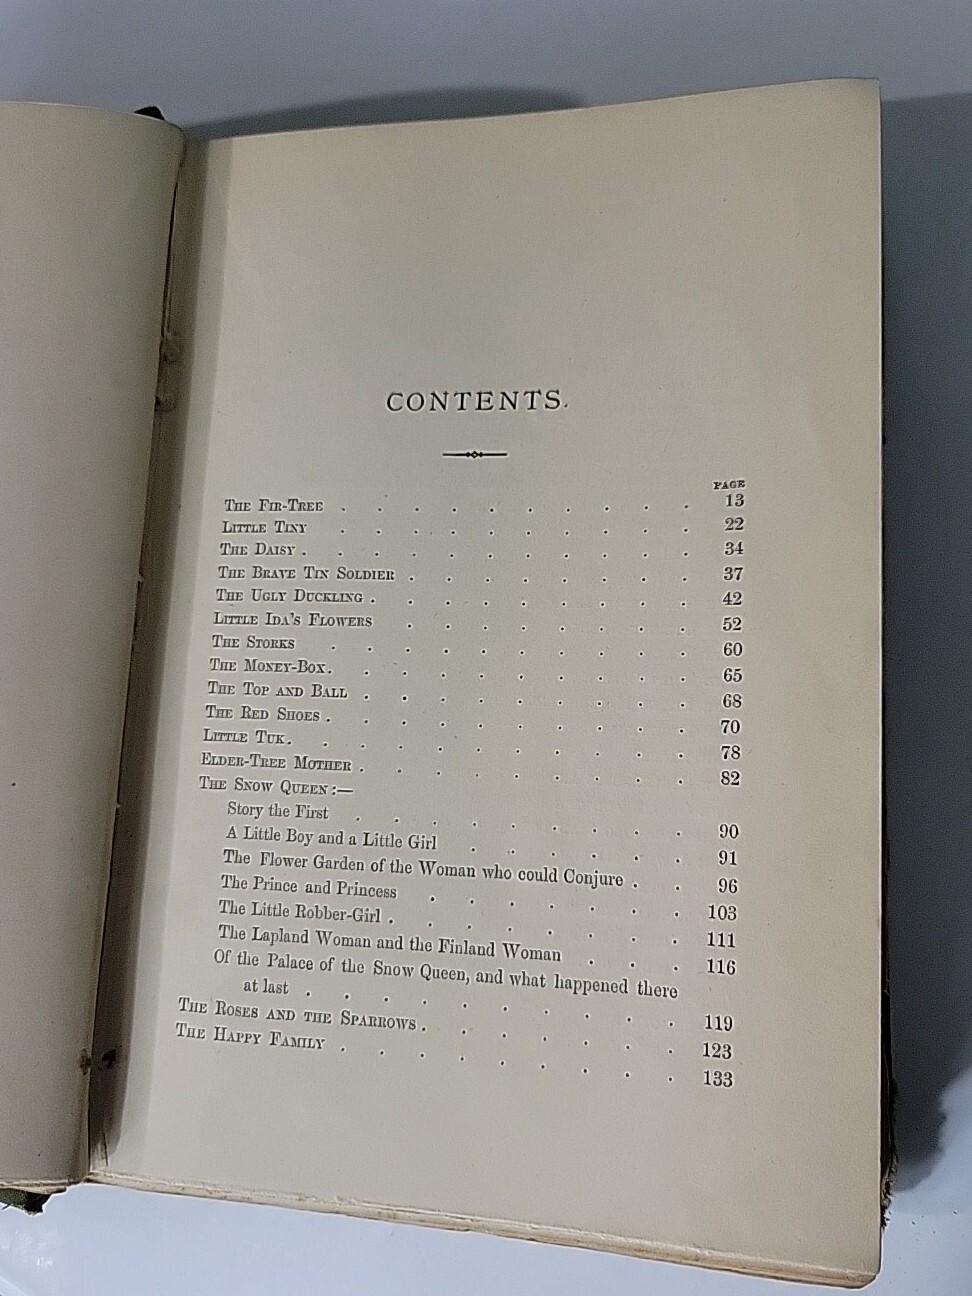 CONTENTS.
PAGE
THE FIR-TREE . . . . . . . . . . 13
LITTLE TINY . . . . . . . . . . 22
THE DAISY . . . . . . . . . . . 34
THE BRAVE TIN SOLDIER . . . . . . . . 37
THE UGLY DUCKLING . . . . . . . . . 42
LITTLE IDA'S FLOWERS . . . . . . . . 52
THE STORKS . . . . . . . . . . 60
THE MONEY-BOX . . . . . . . . . . 65
THE TOP AND BALL . . . . . . . . . 68
THE RED SHOES . . . . . . . . . . 70
LITTLE TUK . . . . . . . . . . . 78
ELDER-TREE MOTHER . . . . . . . . . 82
THE SNOW QUEEN:—
Story the First . . . . . . . . . 90
A Little Boy and a Little Girl . . . . . . 91
The Flower Garden of the Woman who could Conjure . . 96
The Prince and Princess . . . . . . . 103
The Little Robber-Girl . . . . . . . . 111
The Lapland Woman and the Finland Woman . . . 116
Of the Palace of the Snow Queen, and what happened there
at last . . . . . . . . . . 119
THE ROSES AND THE SPARROWS . . . . . . . 123
THE HAPPY FAMILY . . . . . . . . . 133